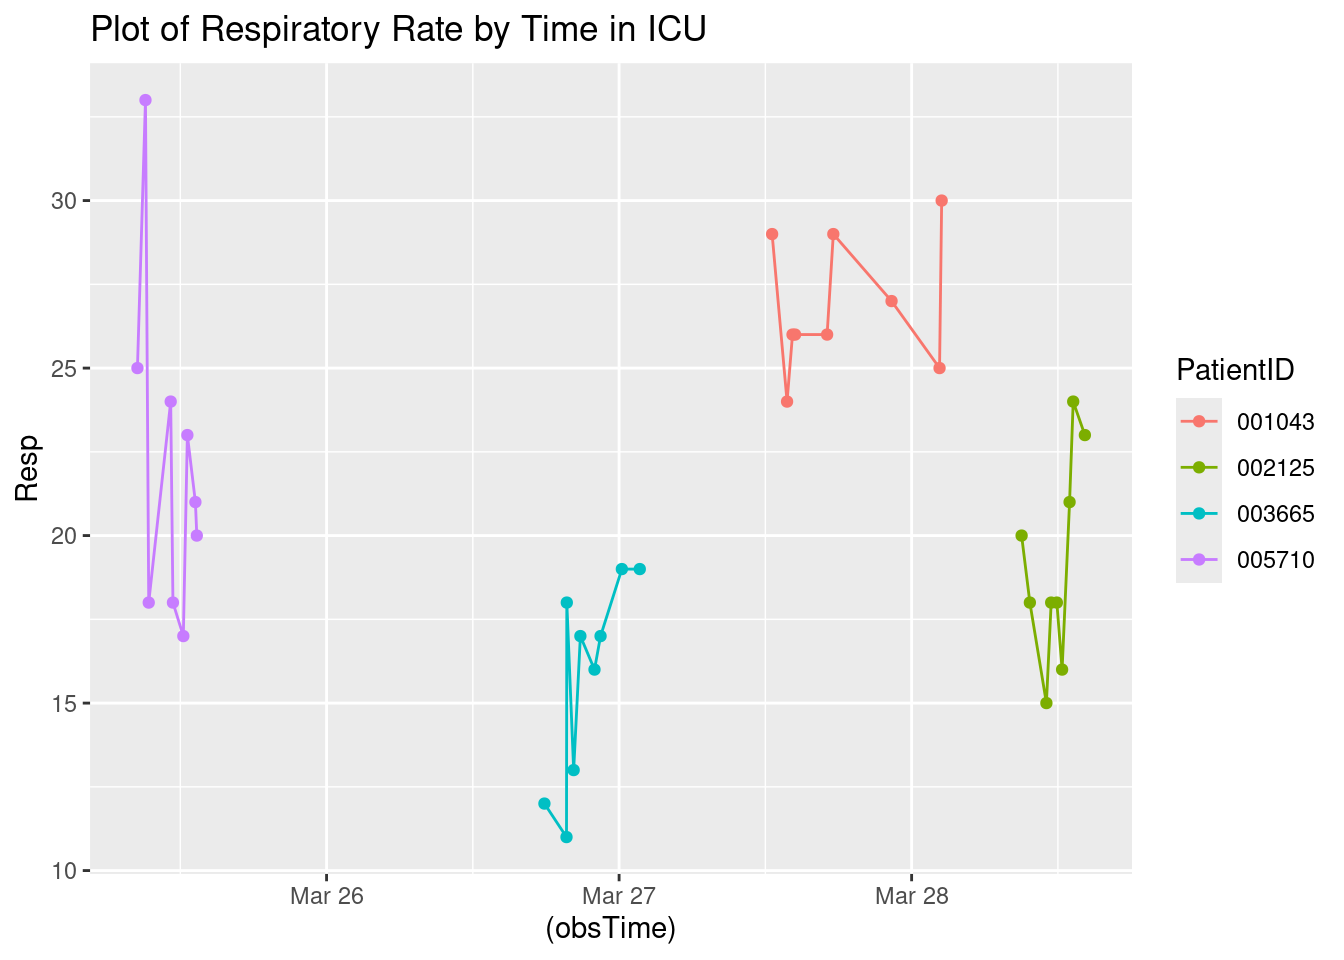 Plot of Respiratory Rate by Time in ICU
30
25
20
15
10
Resp
Mar 26
Mar 27
Mar 28
(obsTime)
PatientID
001043
002125
003665
005710